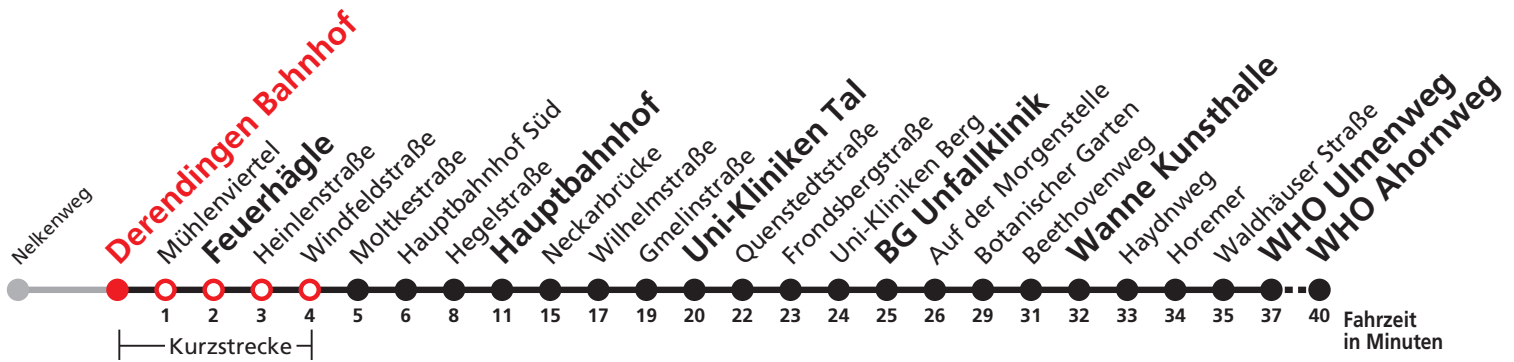 Nelkenweg
Derendingen Bahnhof
Mühlenviertel
Feuerhägle
Heinlenstraße
Windfeldstraße
Moltkestraße
Hauptbahnhof Süd
Hegelstraße
Hauptbahnhof
Neckarbrücke
Wilhelmstraße
Gmelinstraße
Uni-Kliniken Tal
Quenstedtstraße
Frondsbergstraße
Uni-Kliniken Berg
BG Unfallklinik
Auf der Morgenstelle
Botanischer Garten
Beethovenweg
Wanne Kunsthalle
Haydnweg
Horemer
Waldhäuser Straße
WHO Ulmenweg
WHO Ahornweg
1 2 3 4 5 6 8 11 15 17 19 20 22 23 24 25 26 29 31 32 33 34 35 37 40
Fahrzeit
in Minuten
Kurzstrecke